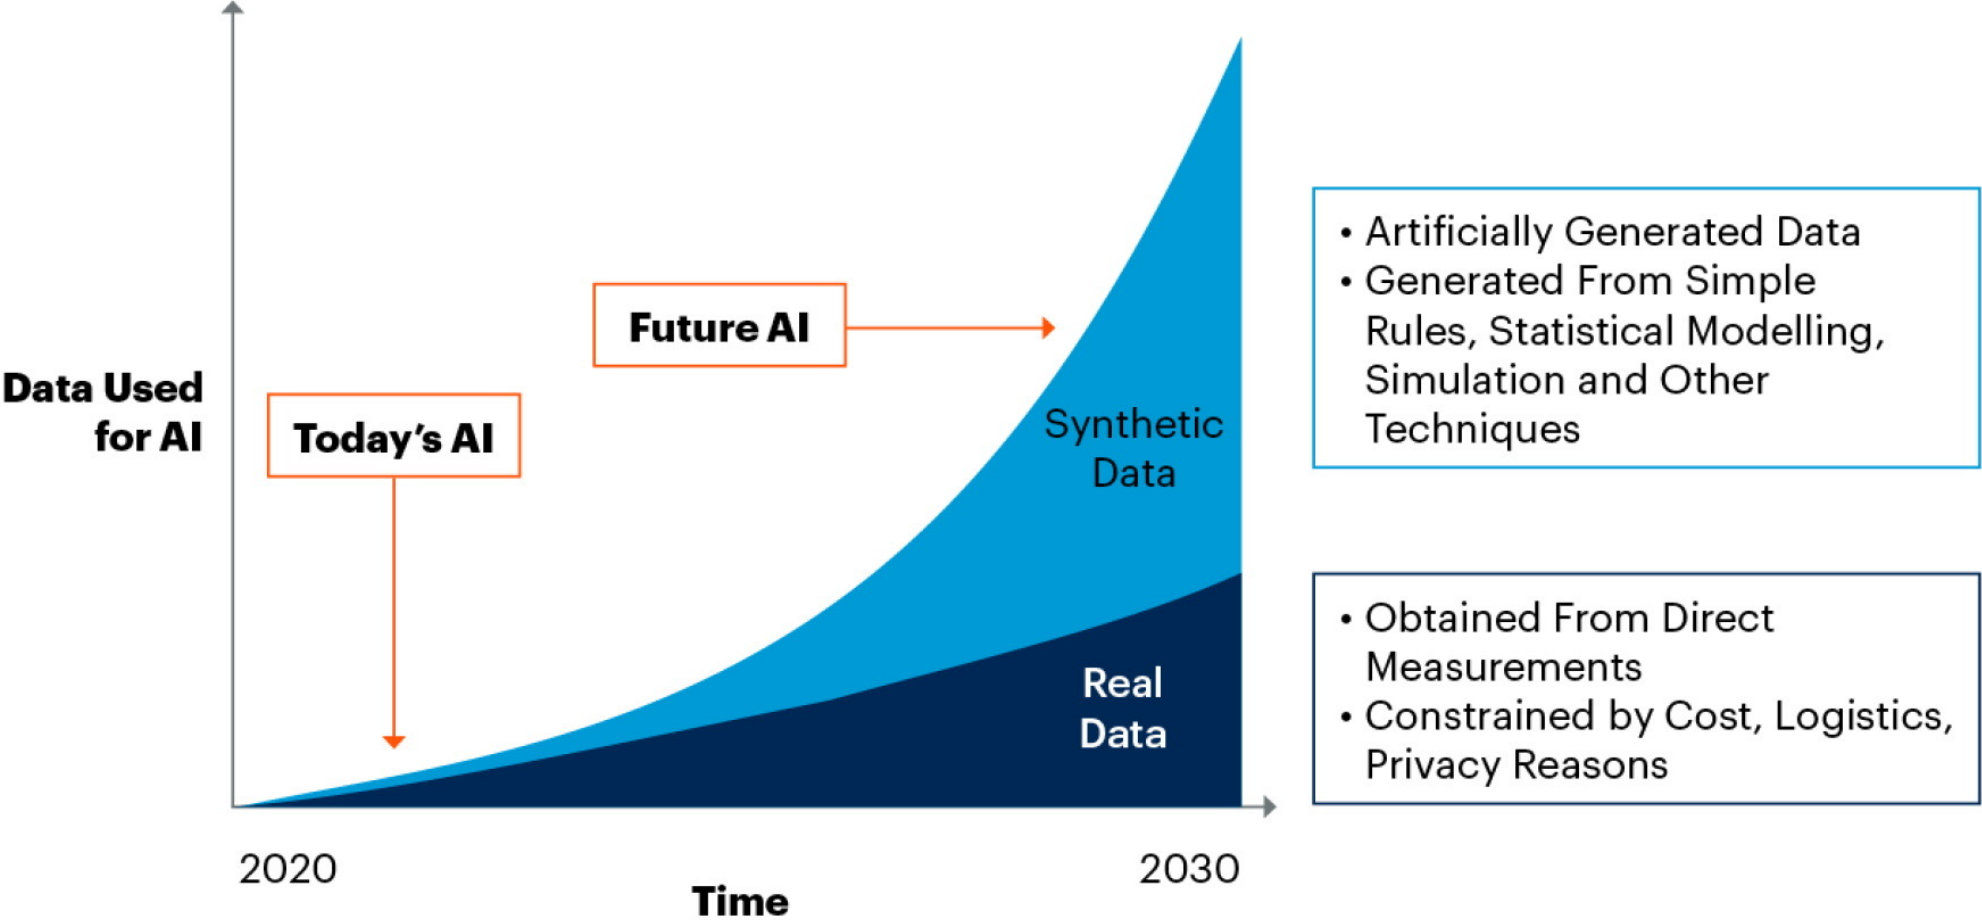 Data Used
for AI
Today's AI
Future AI
Synthetic
Data
Real
Data
• Artificially Generated Data
• Generated From Simple
Rules, Statistical Modelling,
Simulation and Other
Techniques
• Obtained From Direct
Measurements
• Constrained by Cost, Logistics,
Privacy Reasons
2020
2030
Time